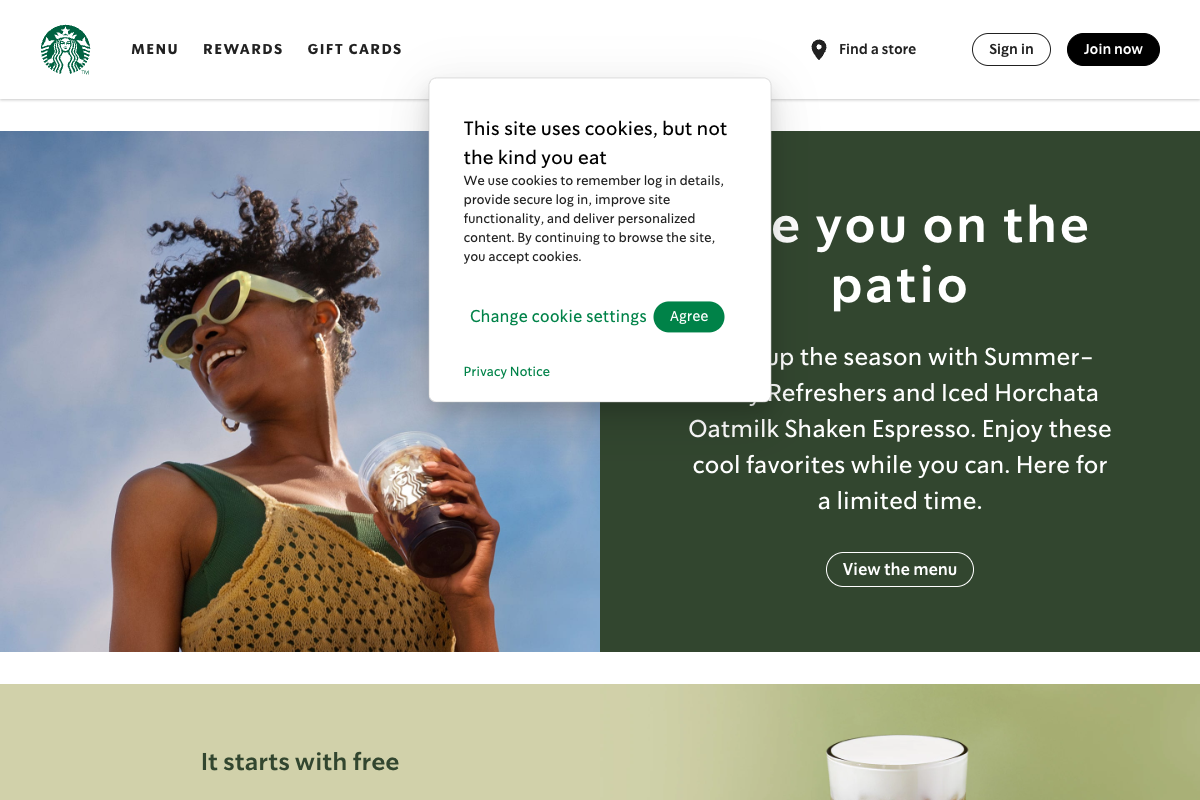 MENU REWARDS GIFT CARDS Find a store Sign in Join now
TM
This site uses cookies, but not
the kind you eat
We use cookies to remember log in details,
provide secure log in, improve site
functionality, and deliver personalized
content. By continuing to browse the site,
you accept cookies.
Change cookie settings Agree
Privacy Notice
you on the
patio
up the season with Summer-
Refreshers and Iced Horchata
Oatmilk Shaken Espresso. Enjoy these
cool favorites while you can. Here for
a limited time.
View the menu
It starts with free